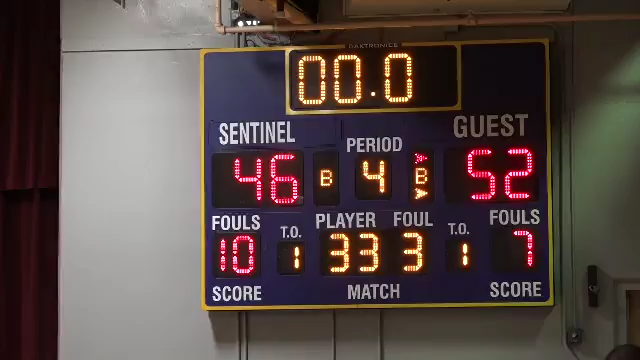 DAKTRONICS
00.0
SENTINEL PERIOD GUEST
46 B 4 B 52
FOULS T.O. PLAYER FOUL T.O. FOULS
10 1 33 3 1 7
SCORE MATCH SCORE